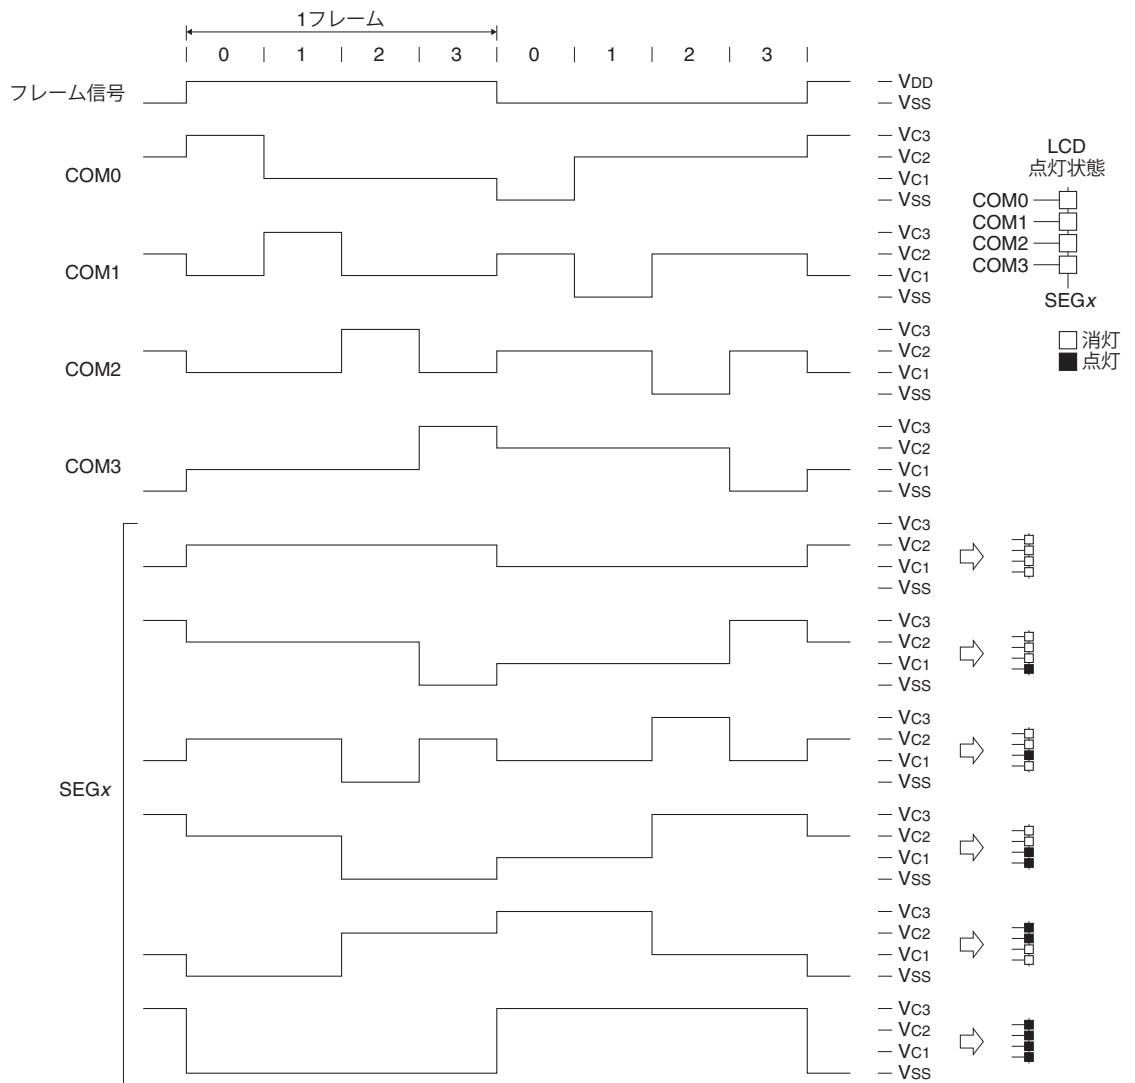 1フレーム
0 1 2 3 0 1 2 3
フレーム信号
VDD
VSS
COM0
VC3
VC2
VC1
VSS
LCD
点灯状態
COM0
COM1
COM2
COM3
SEGx
消灯
点灯
COM1
VC3
VC2
VC1
VSS
COM2
VC3
VC2
VC1
VSS
COM3
VC3
VC2
VC1
VSS
SEGx
VC3
VC2
VC1
VSS
VC3
VC2
VC1
VSS
VC3
VC2
VC1
VSS
VC3
VC2
VC1
VSS
VC3
VC2
VC1
VSS
VC3
VC2
VC1
VSS